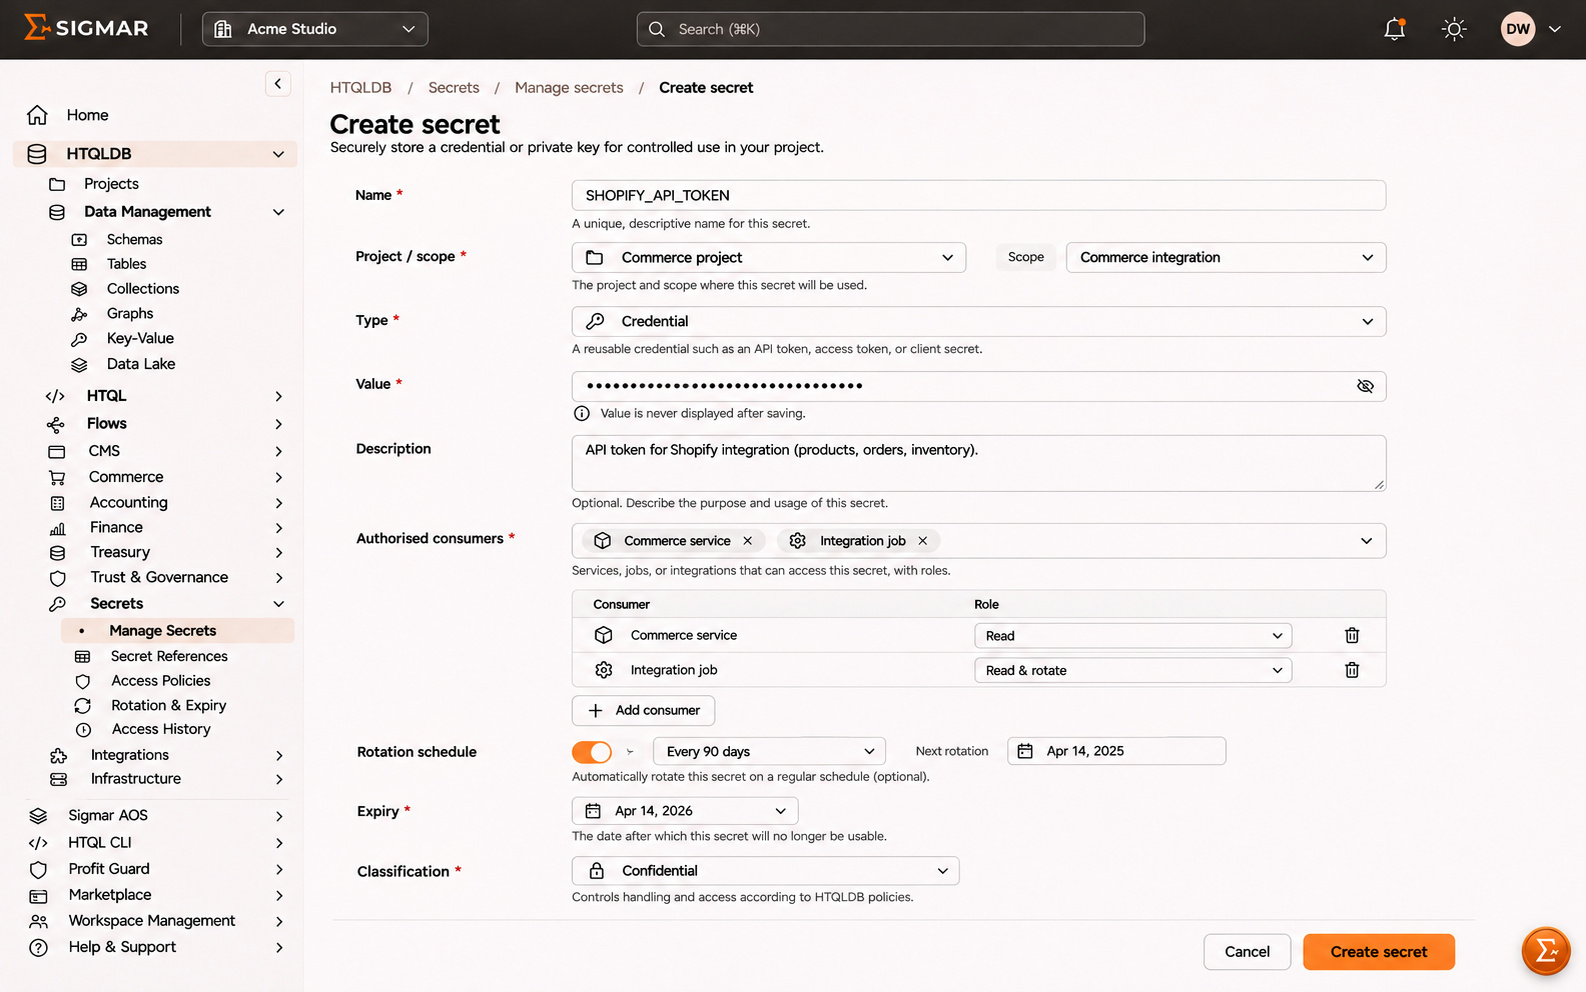 SIGMAR
Acme Studio
Search (⌘K)
DW
Home
HTQLDB
Projects
Data Management
Schemas
Tables
Collections
Graphs
Key-Value
Data Lake
HTQL
Flows
CMS
Commerce
Accounting
Finance
Treasury
Trust & Governance
Secrets
Manage Secrets
Secret References
Access Policies
Rotation & Expiry
Access History
Integrations
Infrastructure
Sigmar AOS
HTQL CLI
Profit Guard
Marketplace
Workspace Management
Help & Support
HTQLDB / Secrets / Manage secrets / Create secret
Create secret
Securely store a credential or private key for controlled use in your project.
Name * SHOPIFY_API_TOKEN
A unique, descriptive name for this secret.
Project / scope * Commerce project Scope Commerce integration
The project and scope where this secret will be used.
Type * Credential
A reusable credential such as an API token, access token, or client secret.
Value * ••••••••••••••••••••••••••••••••
Value is never displayed after saving.
Description API token for Shopify integration (products, orders, inventory).
Optional. Describe the purpose and usage of this secret.
Authorised consumers * Commerce service × Integration job ×
Services, jobs, or integrations that can access this secret, with roles.
Consumer Role
Commerce service Read
Integration job Read & rotate
+ Add consumer
Rotation schedule Every 90 days Next rotation Apr 14, 2025
Automatically rotate this secret on a regular schedule (optional).
Expiry * Apr 14, 2026
The date after which this secret will no longer be usable.
Classification * Confidential
Controls handling and access according to HTQLDB policies.
Cancel Create secret